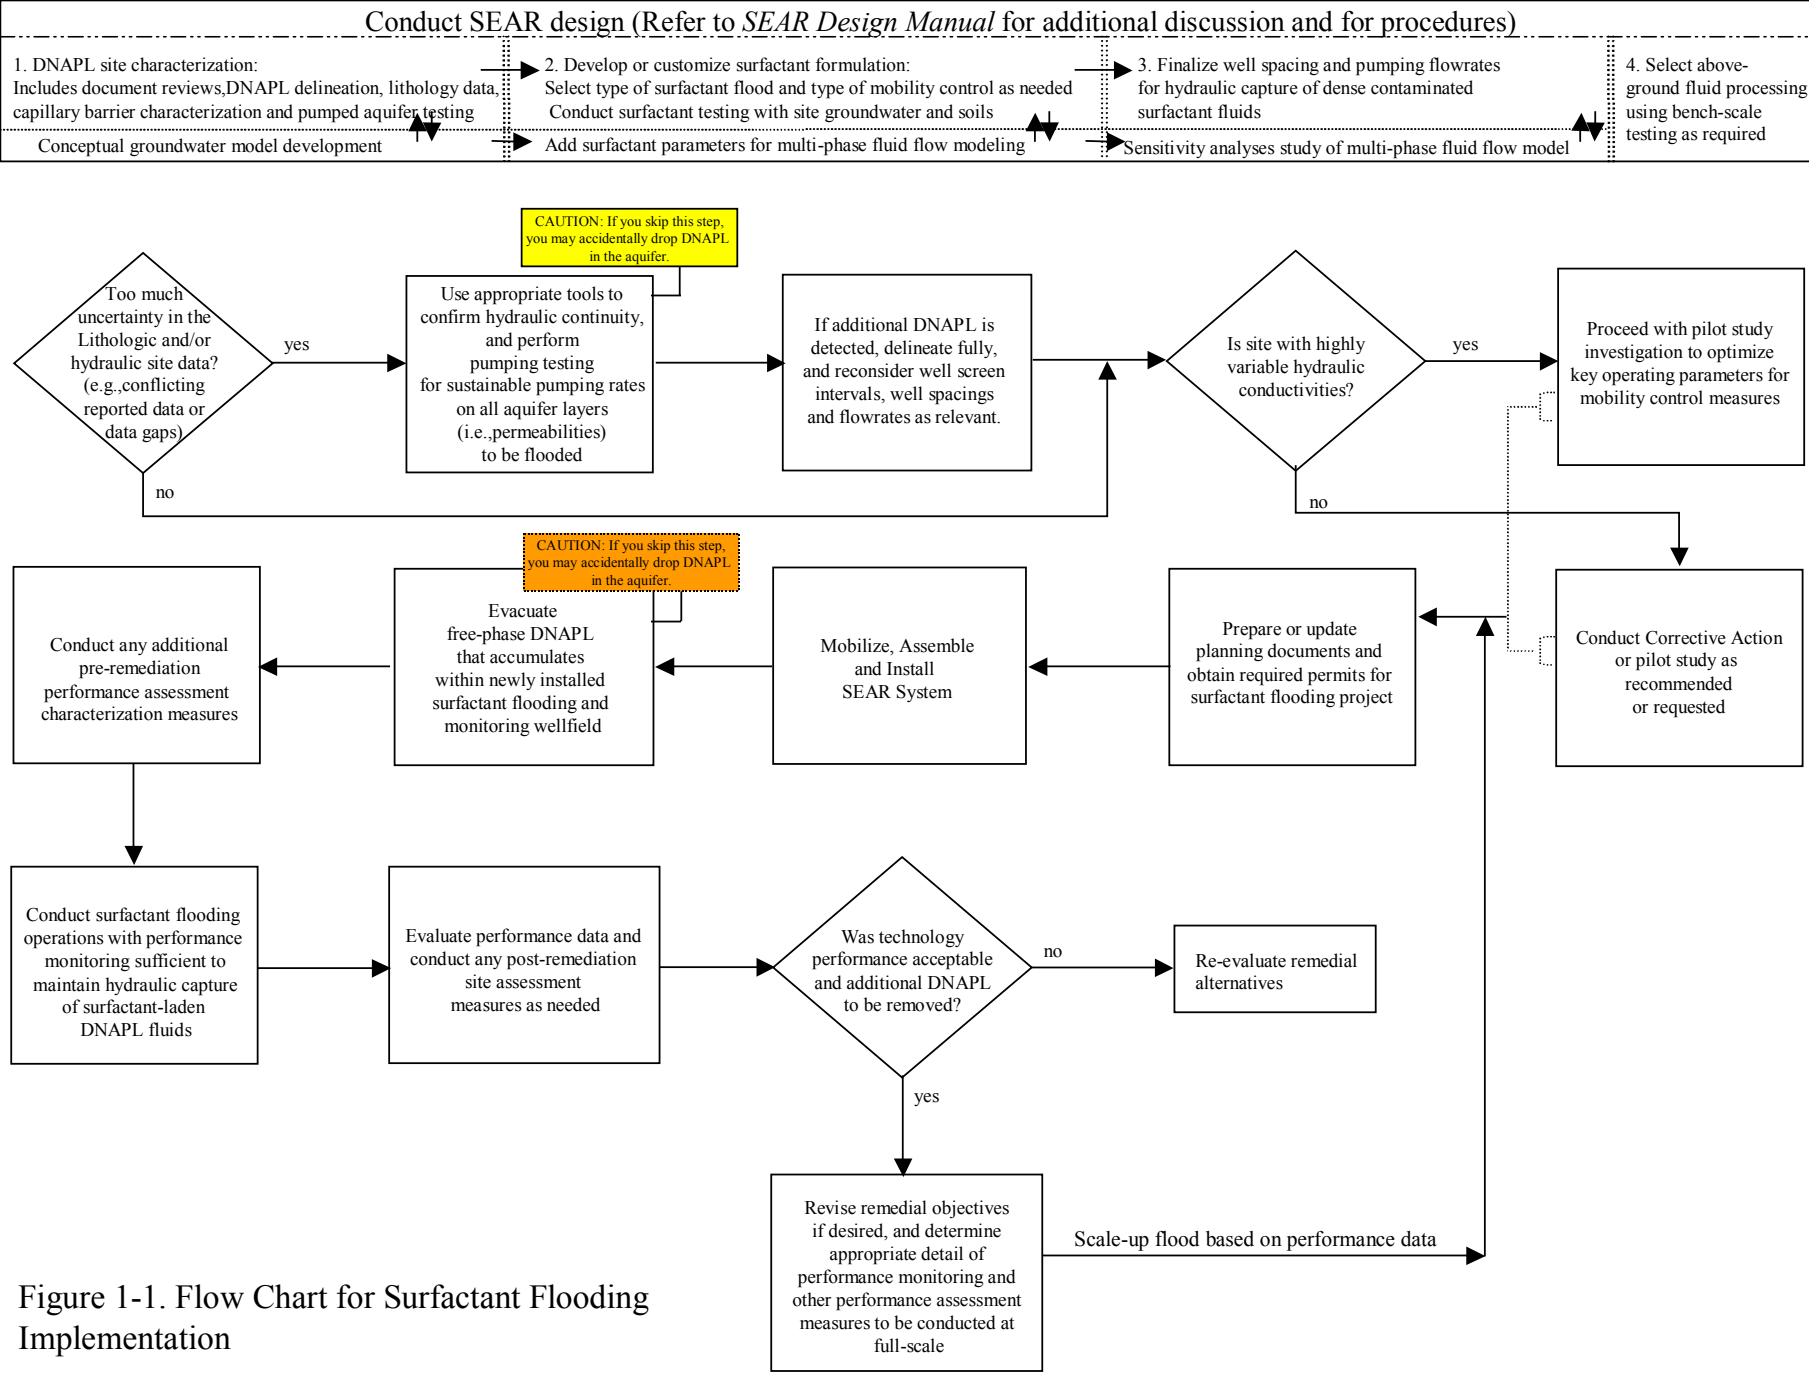 Conduct SEAR design (Refer to SEAR Design Manual for additional discussion and for procedures)
1. DNAPL site characterization:
Includes document reviews,DNAPL delineation, lithology data,
capillary barrier characterization and pumped aquifer testing
Conceptual groundwater model development
2. Develop or customize surfactant formulation:
Select type of surfactant flood and type of mobility control as needed
Conduct surfactant testing with site groundwater and soils
Add surfactant parameters for multi-phase fluid flow modeling
3. Finalize well spacing and pumping flowrates
for hydraulic capture of dense contaminated
surfactant fluids
Sensitivity analyses study of multi-phase fluid flow model
4. Select above-
ground fluid processing
using bench-scale
testing as required
Too much
uncertainty in the
Lithologic and/or
hydraulic site data?
(e.g.,conflicting
reported data or
data gaps)
yes
no
CAUTION: If you skip this step,
you may accidentally drop DNAPL
in the aquifer.
Use appropriate tools to
confirm hydraulic continuity,
and perform
pumping testing
for sustainable pumping rates
on all aquifer layers
(i.e.,permeabilities)
to be flooded
If additional DNAPL is
detected, delineate fully,
and reconsider well screen
intervals, well spacings
and flowrates as relevant.
Is site with highly
variable hydraulic
conductivities?
yes
no
Proceed with pilot study
investigation to optimize
key operating parameters for
mobility control measures
Conduct Corrective Action
or pilot study as
recommended
or requested
Prepare or update
planning documents and
obtain required permits for
surfactant flooding project
Mobilize, Assemble
and Install
SEAR System
CAUTION: If you skip this step,
you may accidentally drop DNAPL
in the aquifer.
Evacuate
free-phase DNAPL
that accumulates
within newly installed
surfactant flooding and
monitoring wellfield
Conduct any additional
pre-remediation
performance assessment
characterization measures
Conduct surfactant flooding
operations with performance
monitoring sufficient to
maintain hydraulic capture
of surfactant-laden
DNAPL fluids
Evaluate performance data and
conduct any post-remediation
site assessment
measures as needed
Was technology
performance acceptable
and additional DNAPL
to be removed?
no
Re-evaluate remedial
alternatives
yes
Revise remedial objectives
if desired, and determine
appropriate detail of
performance monitoring and
other performance assessment
measures to be conducted at
full-scale
Scale-up flood based on performance data
Figure 1-1. Flow Chart for Surfactant Flooding
Implementation